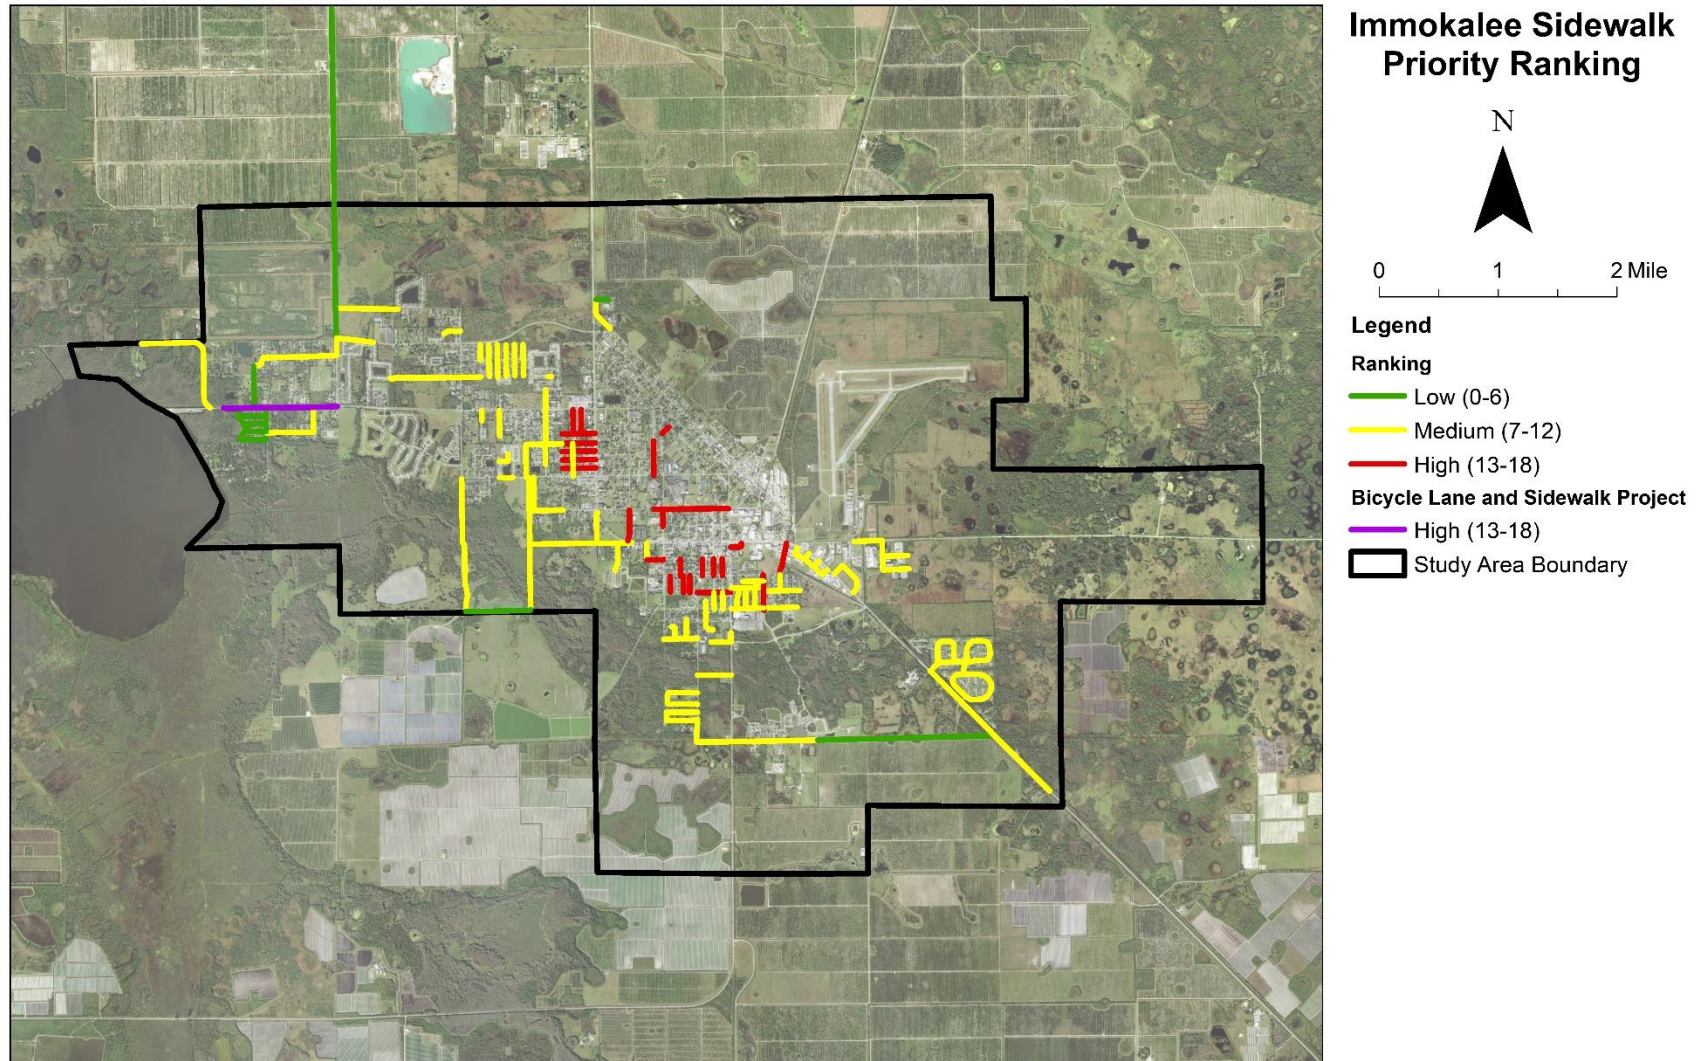 Immokalee Sidewalk
Priority Ranking
N
0 1 2 Mile
Legend
Ranking
Low (0-6)
Medium (7-12)
High (13-18)
Bicycle Lane and Sidewalk Project
High (13-18)
Study Area Boundary